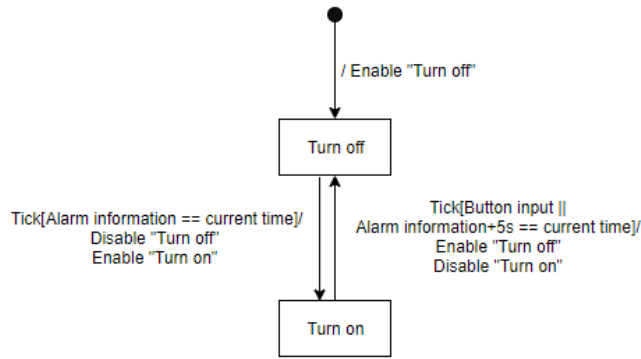 / Enable "Turn off"
Turn off
Tick[Alarm information == current time]/
Disable "Turn off"
Enable "Turn on"
Tick[Button input ||
Alarm information+5s == current time]/
Enable "Turn off"
Disable "Turn on"
Turn on